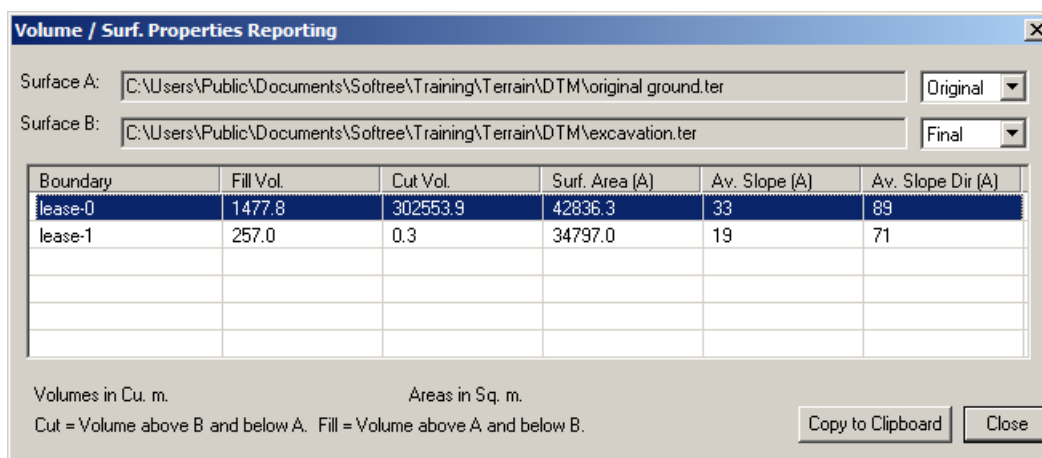 Volume / Surf. Properties Reporting
Surface A: C:\Users\Public\Documents\Softree\Training\Terrain\DTM\original ground.ter Original
Surface B: C:\Users\Public\Documents\Softree\Training\Terrain\DTM\excavation.ter Final
Boundary Fill Vol. Cut Vol. Surf. Area (A) Av. Slope (A) Av. Slope Dir (A)
lease-0 1477.8 302553.9 42836.3 33 89
lease-1 257.0 0.3 34797.0 19 71
Volumes in Cu. m. Areas in Sq. m.
Cut = Volume above B and below A. Fill = Volume above A and below B. Copy to Clipboard Close